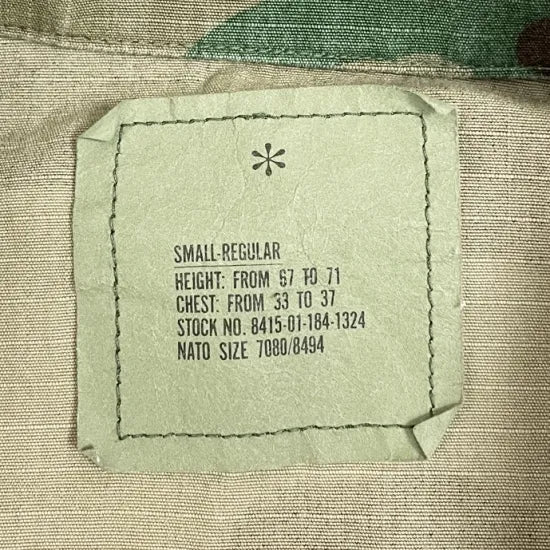 *
SMALL-REGULAR
HEIGHT: FROM 67 TO 71
CHEST: FROM 33 TO 37
STOCK NO. 8415-01-184-1324
NATO SIZE 7080/8494